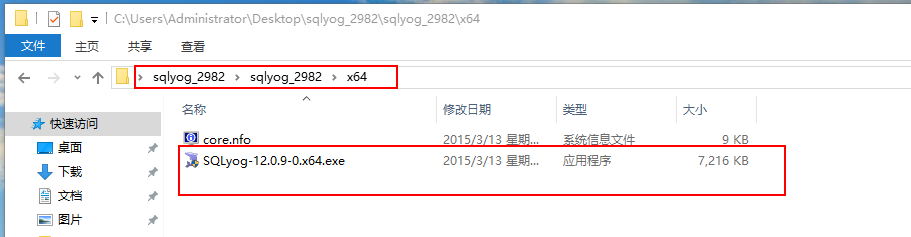 C:\Users\Administrator\Desktop\sqlyog_2982\sqlyog_2982\x64
文件 主页 共享 查看
sqlyog_2982 sqlyog_2982 x64
名称 修改日期 类型 大小
快速访问
core.nfo 2015/3/13 星期... 系统信息文件 9 KB
桌面
SQLyog-12.0.9-0.x64.exe 2015/3/13 星期... 应用程序 7,216 KB
下载
文档
图片